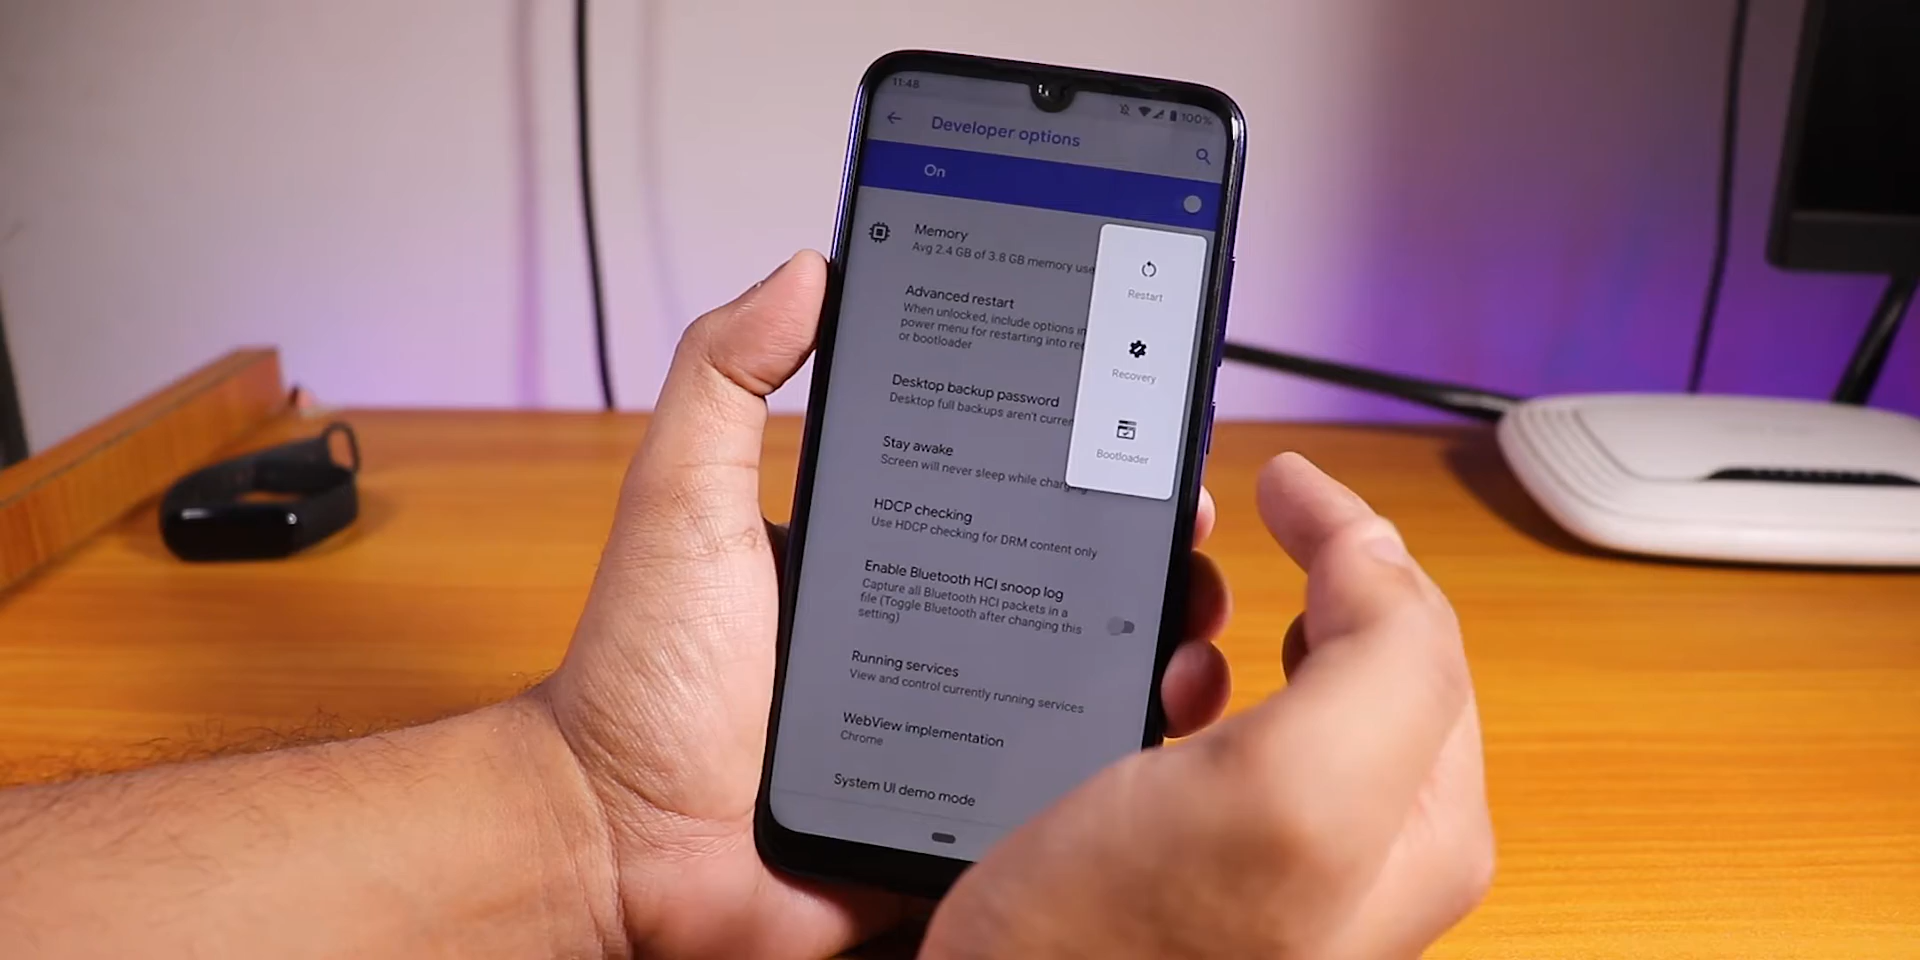 11:48
100%
Developer options
On
Memory
Avg 2.4 GB of 3.8 GB memory use
Advanced restart
When unlocked, include options in
power menu for restarting into re
or bootloader
Desktop backup password
Desktop full backups aren't curren
Stay awake
Screen will never sleep while charging
HDCP checking
Use HDCP checking for DRM content only
Enable Bluetooth HCI snoop log
Capture all Bluetooth HCI packets in a
file (Toggle Bluetooth after changing this
setting)
Running services
View and control currently running services
WebView implementation
Chrome
System UI demo mode
Restart
Recovery
Bootloader